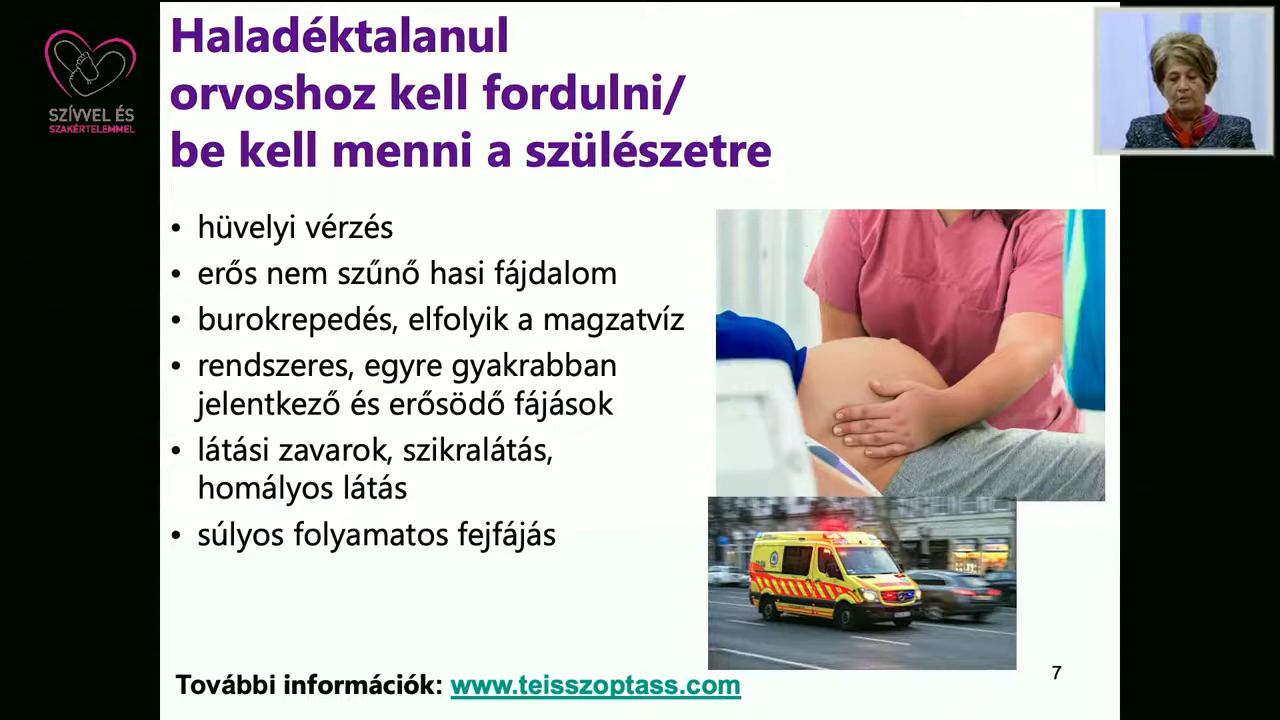 SZÍVVEL ÉS
SZAKÉRTELEMMEL
Haladéktalanul
orvoshoz kell fordulni/
be kell menni a szülészetre
• hüvelyi vérzés
• erős nem szűnő hasi fájdalom
• burokrepedés, elfolyik a magzatvíz
• rendszeres, egyre gyakrabban
jelentkező és erősödő fájások
• látási zavarok, szikralátás,
homályos látás
• súlyos folyamatos fejfájás
További információk: www.teisszoptass.com
7